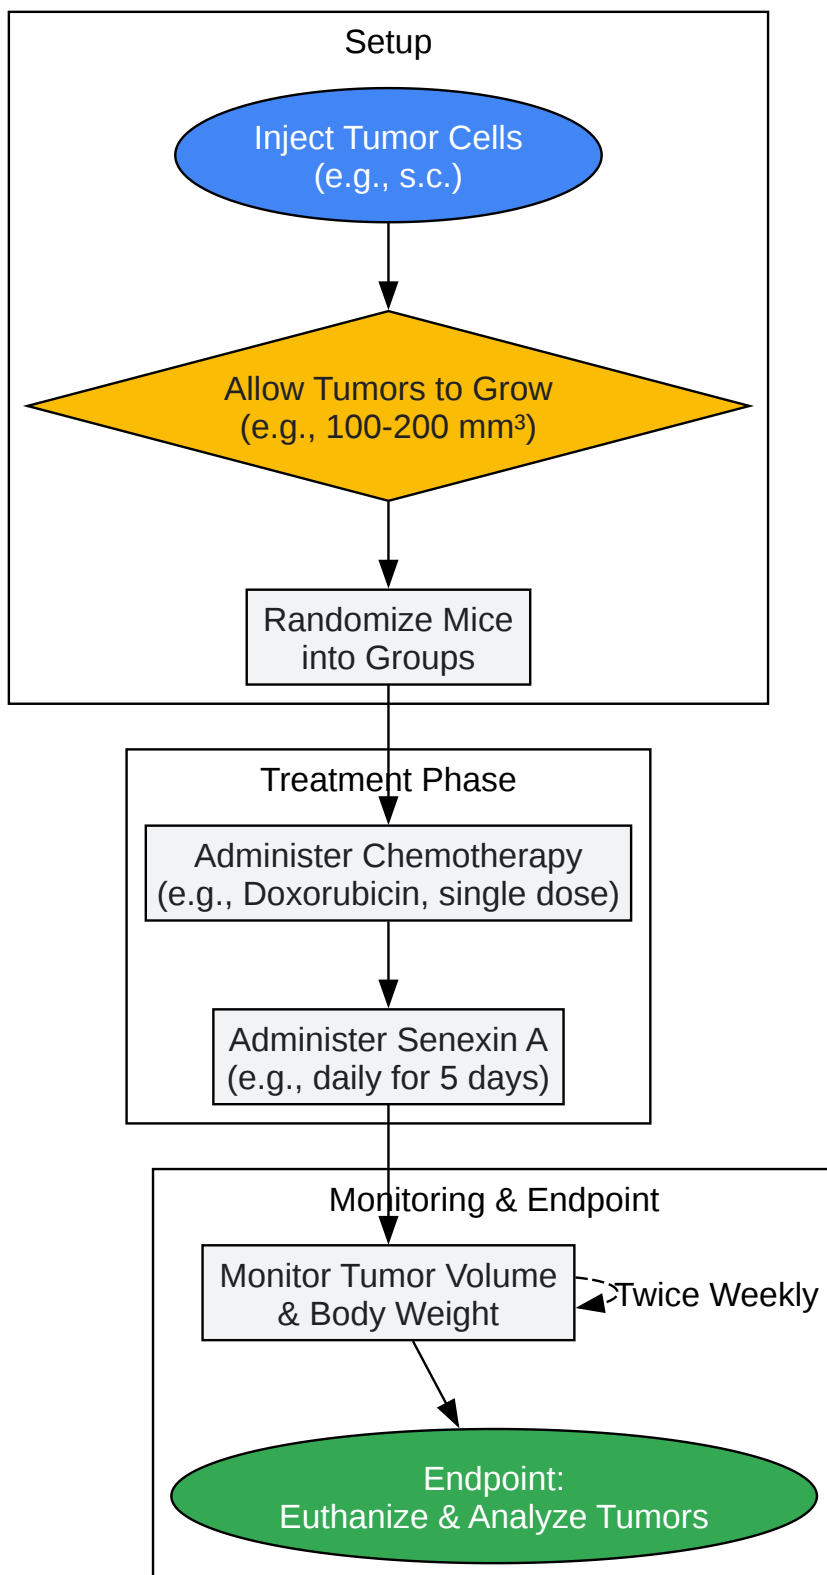 Setup
Inject Tumor Cells
(e.g., s.c.)
Allow Tumors to Grow
(e.g., 100-200 mm³)
Randomize Mice
into Groups
Treatment Phase
Administer Chemotherapy
(e.g., Doxorubicin, single dose)
Administer Senexin A
(e.g., daily for 5 days)
Monitoring & Endpoint
Monitor Tumor Volume
& Body Weight
Twice Weekly
Endpoint:
Euthanize & Analyze Tumors